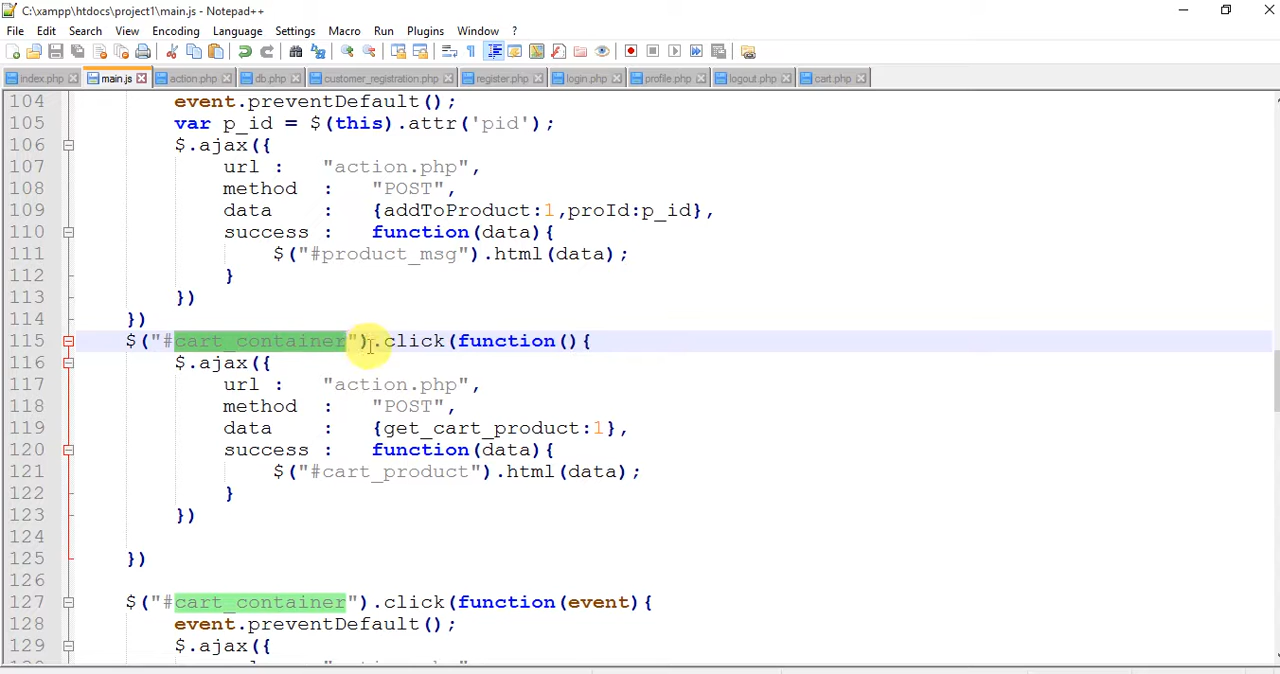 C:\xampp\htdocs\project1\main.js - Notepad++
File Edit Search View Encoding Language Settings Macro Run Plugins Window ?
index.php main.js action.php db.php customer_registration.php register.php login.php profile.php logout.php cart.php
104 event.preventDefault();
105 var p_id = $(this).attr('pid');
106 $.ajax({
107 url : "action.php",
108 method : "POST",
109 data : {addToProduct:1,proId:p_id},
110 success : function(data){
111 $("#product_msg").html(data);
112 }
113 })
114 })
115 $("#cart_container").click(function(){
116 $.ajax({
117 url : "action.php",
118 method : "POST",
119 data : {get_cart_product:1},
120 success : function(data){
121 $("#cart_product").html(data);
122 }
123 })
124
125 })
126
127 $("#cart_container").click(function(event){
128 event.preventDefault();
129 $.ajax({